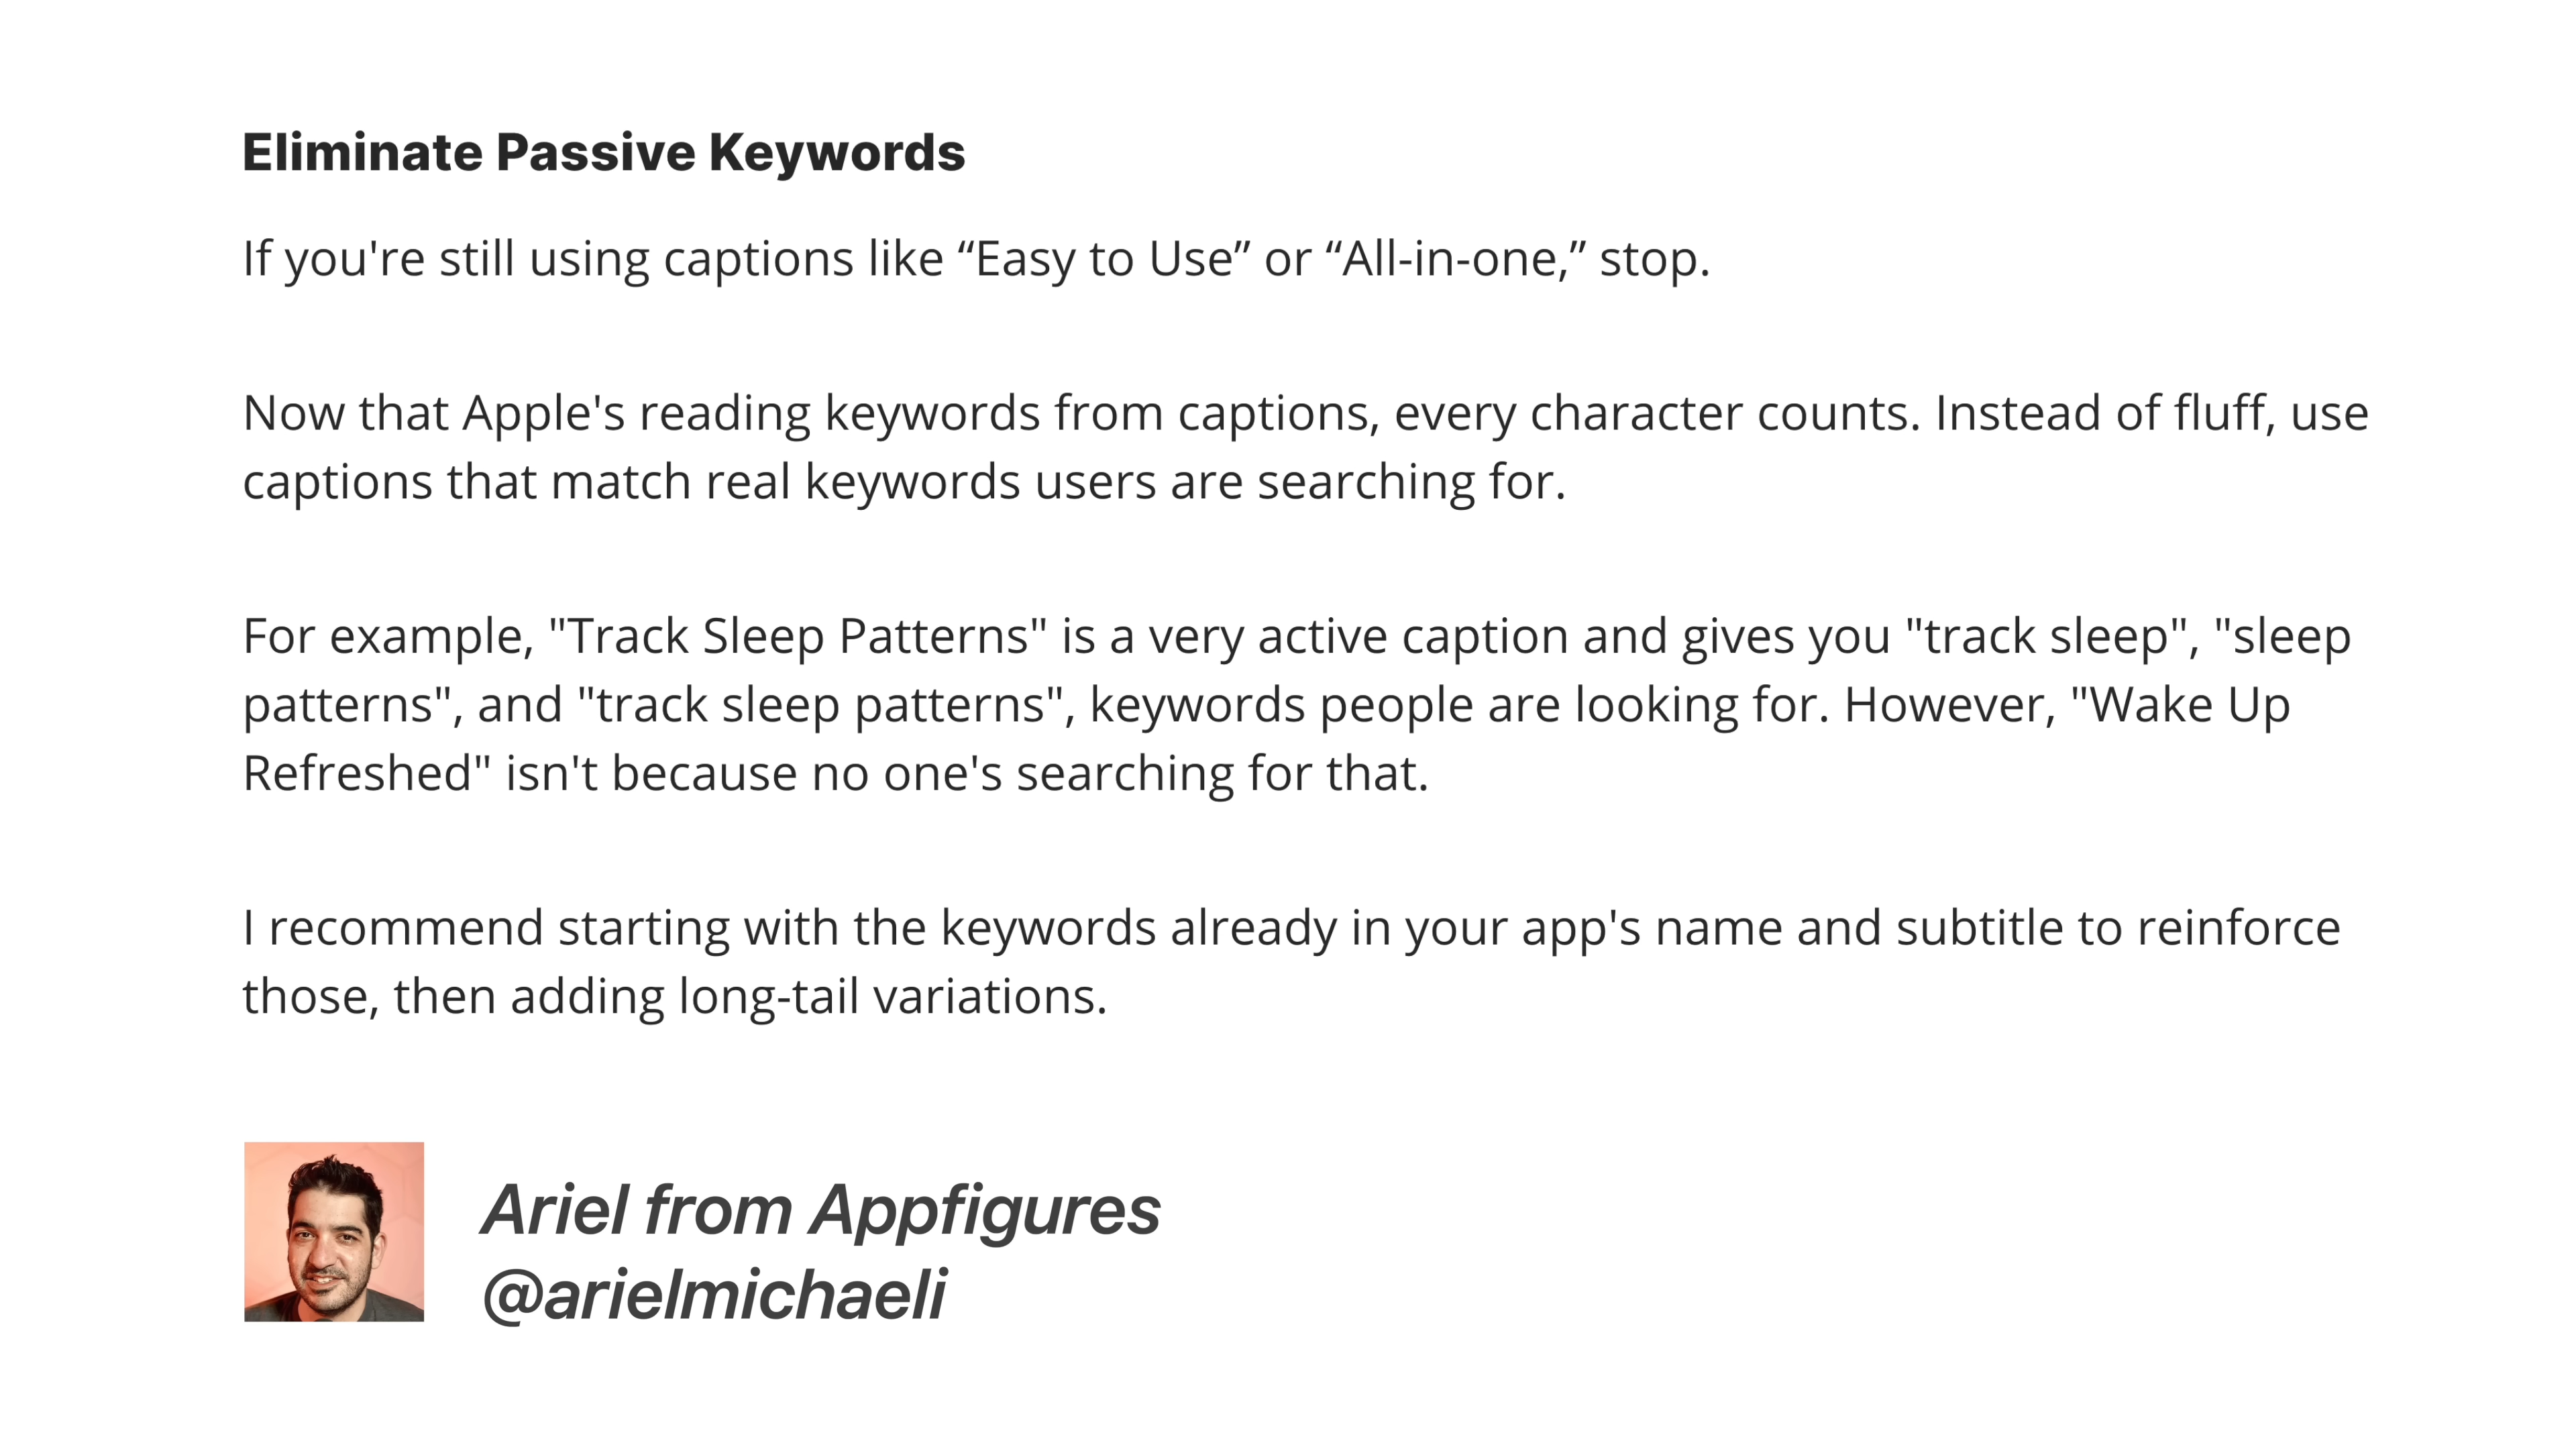 Eliminate Passive Keywords
If you're still using captions like “Easy to Use” or “All-in-one,” stop.
Now that Apple's reading keywords from captions, every character counts. Instead of fluff, use
captions that match real keywords users are searching for.
For example, "Track Sleep Patterns" is a very active caption and gives you "track sleep", "sleep
patterns", and "track sleep patterns", keywords people are looking for. However, "Wake Up
Refreshed" isn't because no one's searching for that.
I recommend starting with the keywords already in your app's name and subtitle to reinforce
those, then adding long-tail variations.
Ariel from Appfigures
@arielmichaeli